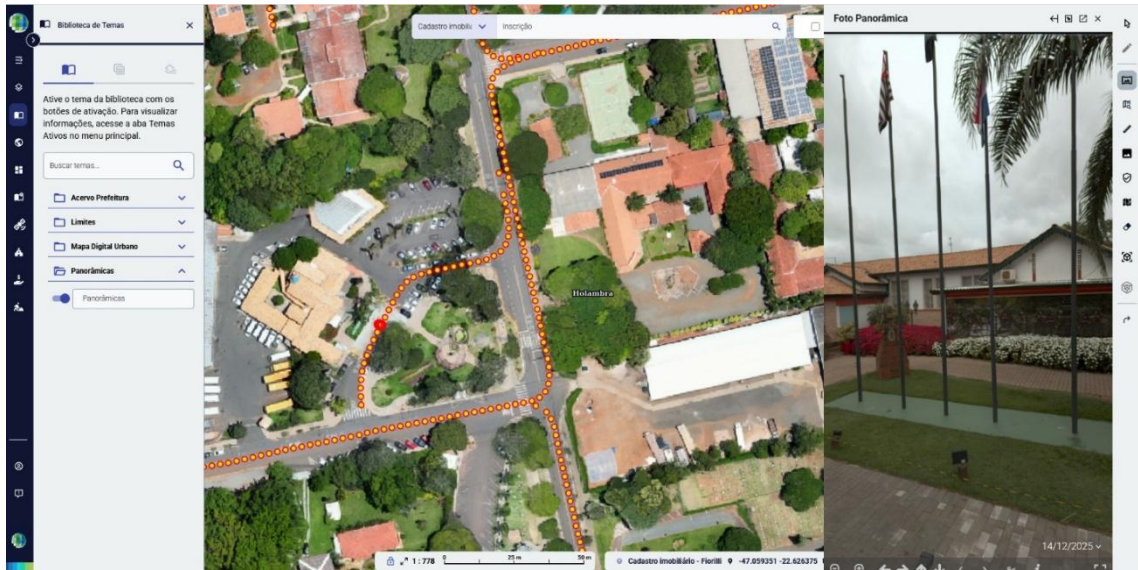 Biblioteca de Temas
Ative o tema da biblioteca com os
botões de ativação. Para visualizar
informações, acesse a aba Temas
Ativos no menu principal.
Buscar temas...
Acervo Prefeitura
Limites
Mapa Digital Urbano
Panorâmicas
Panorâmicas
Cadastro imobili
Inscrição
Holambra
1 : 778
0
25 m
50 m
Cadastro imobiliário - Fiorilli
-47.059351 -22.626375
Foto Panorâmica
14/12/2025